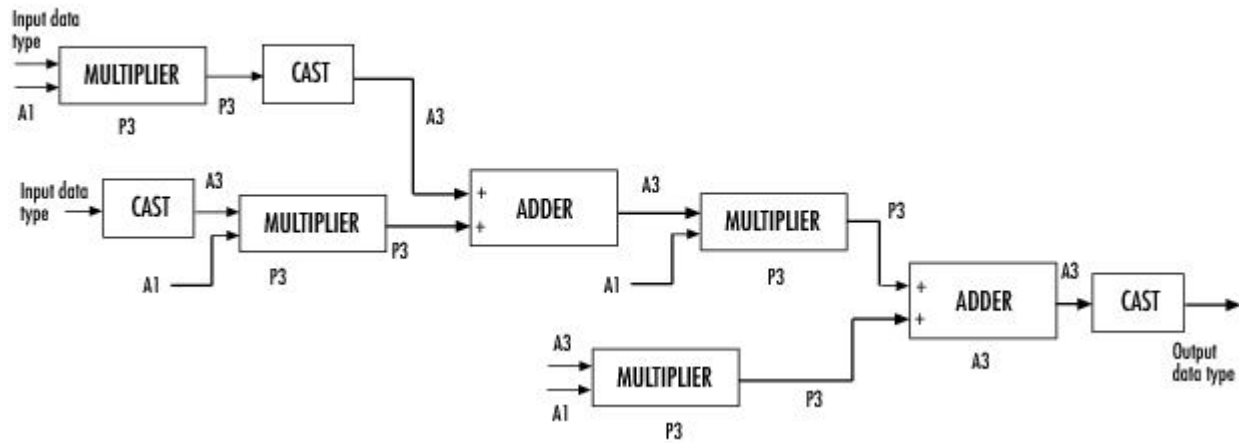 Input data
type
MULTIPLIER
A1
P3
P3
CAST
A3
Input data
type
CAST
A3
MULTIPLIER
A1
P3
P3
+
+
ADDER
A3
MULTIPLIER
A1
P3
P3
A3
A1
MULTIPLIER
P3
P3
+
+
ADDER
A3
A3
CAST
Output
data type